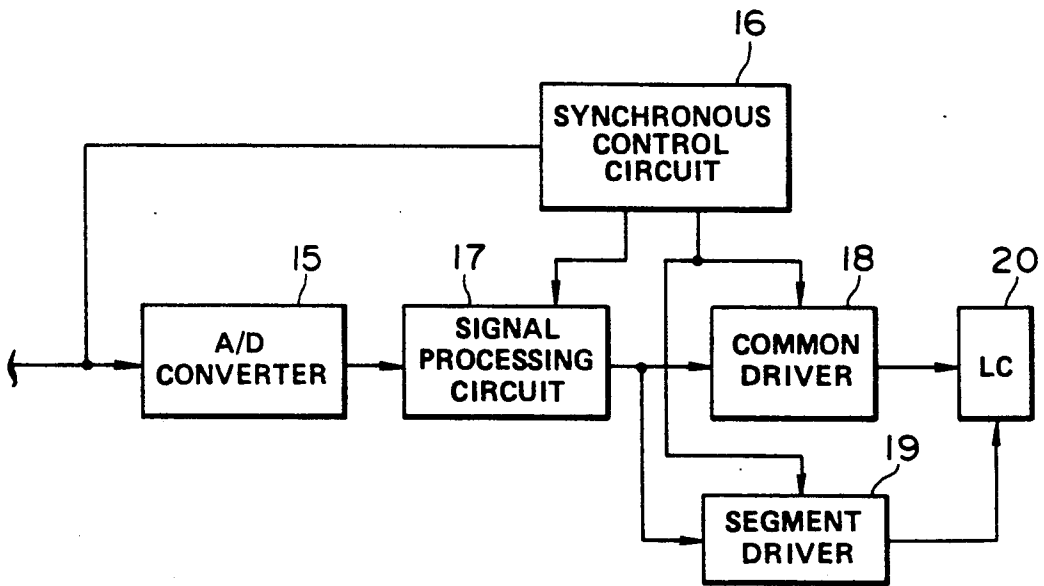 16
SYNCHRONOUS
CONTROL
CIRCUIT
15
A/D
CONVERTER
17
SIGNAL
PROCESSING
CIRCUIT
18
COMMON
DRIVER
20
LC
19
SEGMENT
DRIVER